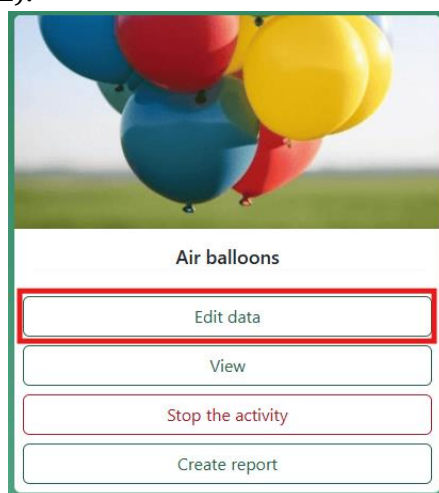 Air balloons
Edit data
View
Stop the activity
Create report